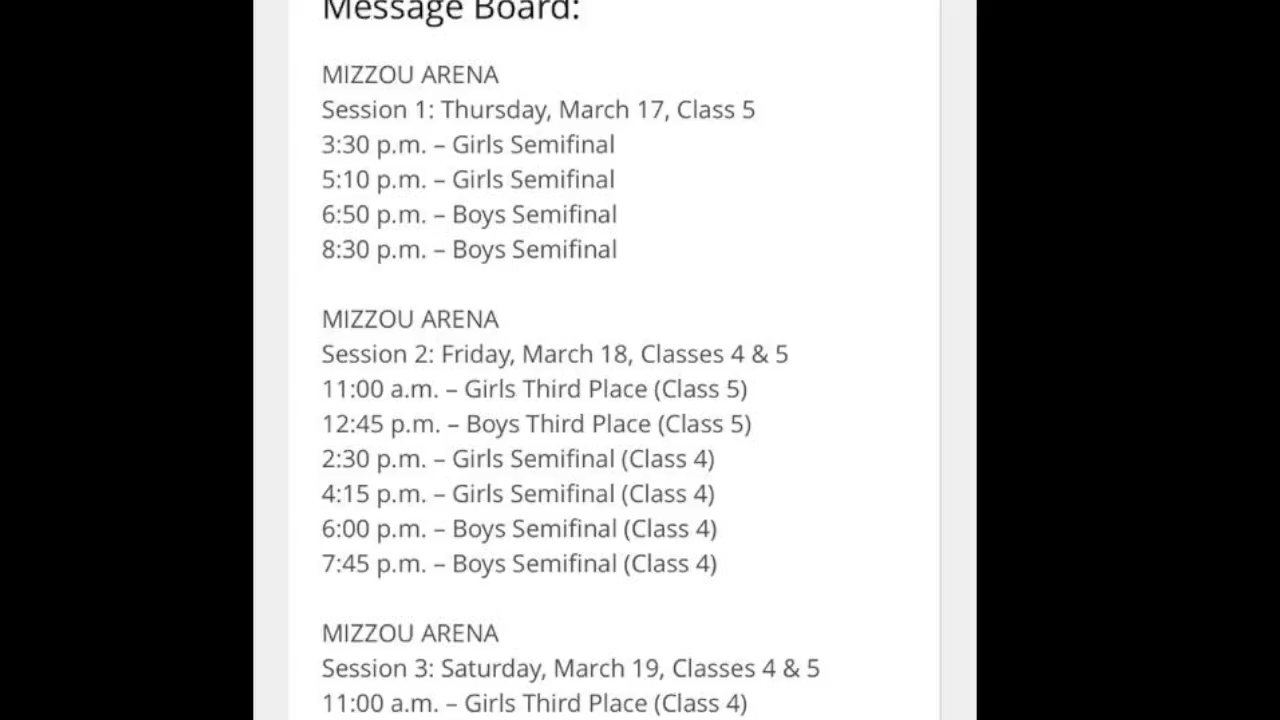 Message Board:
MIZZOU ARENA
Session 1: Thursday, March 17, Class 5
3:30 p.m. – Girls Semifinal
5:10 p.m. – Girls Semifinal
6:50 p.m. – Boys Semifinal
8:30 p.m. – Boys Semifinal
MIZZOU ARENA
Session 2: Friday, March 18, Classes 4 & 5
11:00 a.m. – Girls Third Place (Class 5)
12:45 p.m. – Boys Third Place (Class 5)
2:30 p.m. – Girls Semifinal (Class 4)
4:15 p.m. – Girls Semifinal (Class 4)
6:00 p.m. – Boys Semifinal (Class 4)
7:45 p.m. – Boys Semifinal (Class 4)
MIZZOU ARENA
Session 3: Saturday, March 19, Classes 4 & 5
11:00 a.m. – Girls Third Place (Class 4)